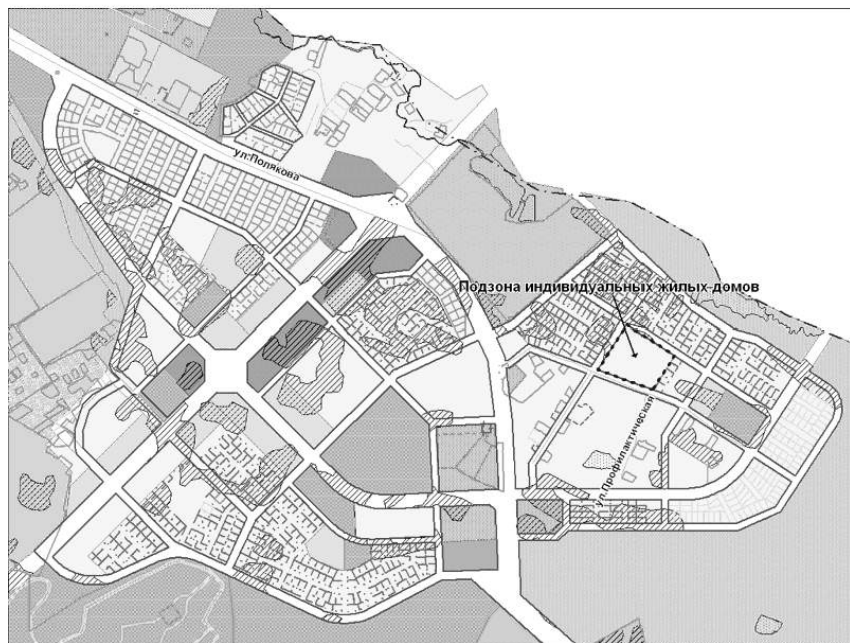 ул.Полякова
Подзона индивидуальных жилых домов
ул.Профилактическая